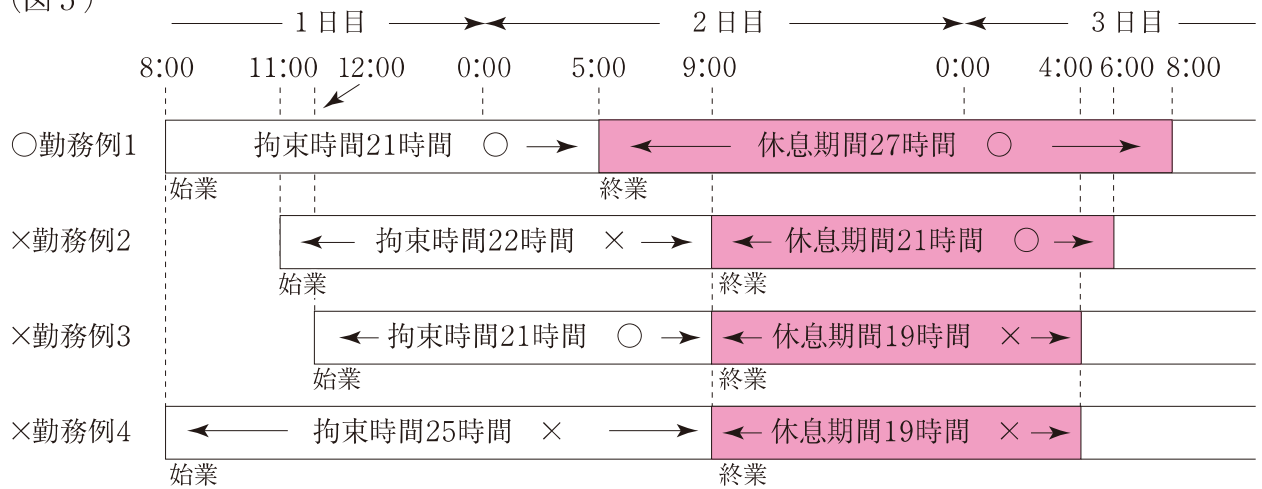 (図5)
1日目 2日目 3日目
8:00 11:00 12:00 0:00 5:00 9:00 0:00 4:00 6:00 8:00
○勤務例1 拘束時間21時間 ○ 休息期間27時間 ○
始業 終業
×勤務例2 拘束時間22時間 × 休息期間21時間 ○
始業 終業
×勤務例3 拘束時間21時間 ○ 休息期間19時間 ×
始業 終業
×勤務例4 拘束時間25時間 × 休息期間19時間 ×
始業 終業